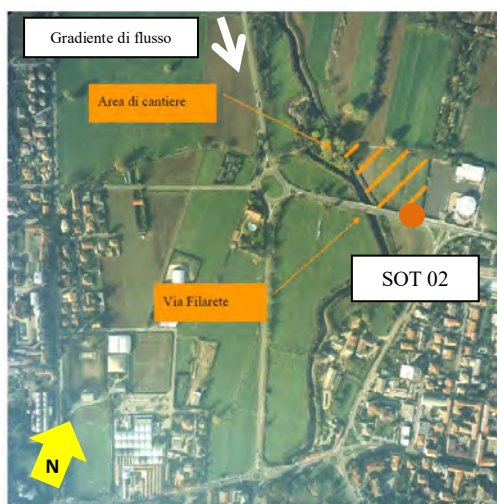 Gradiente di flusso
Area di cantiere
SOT 02
Via Filarete
N